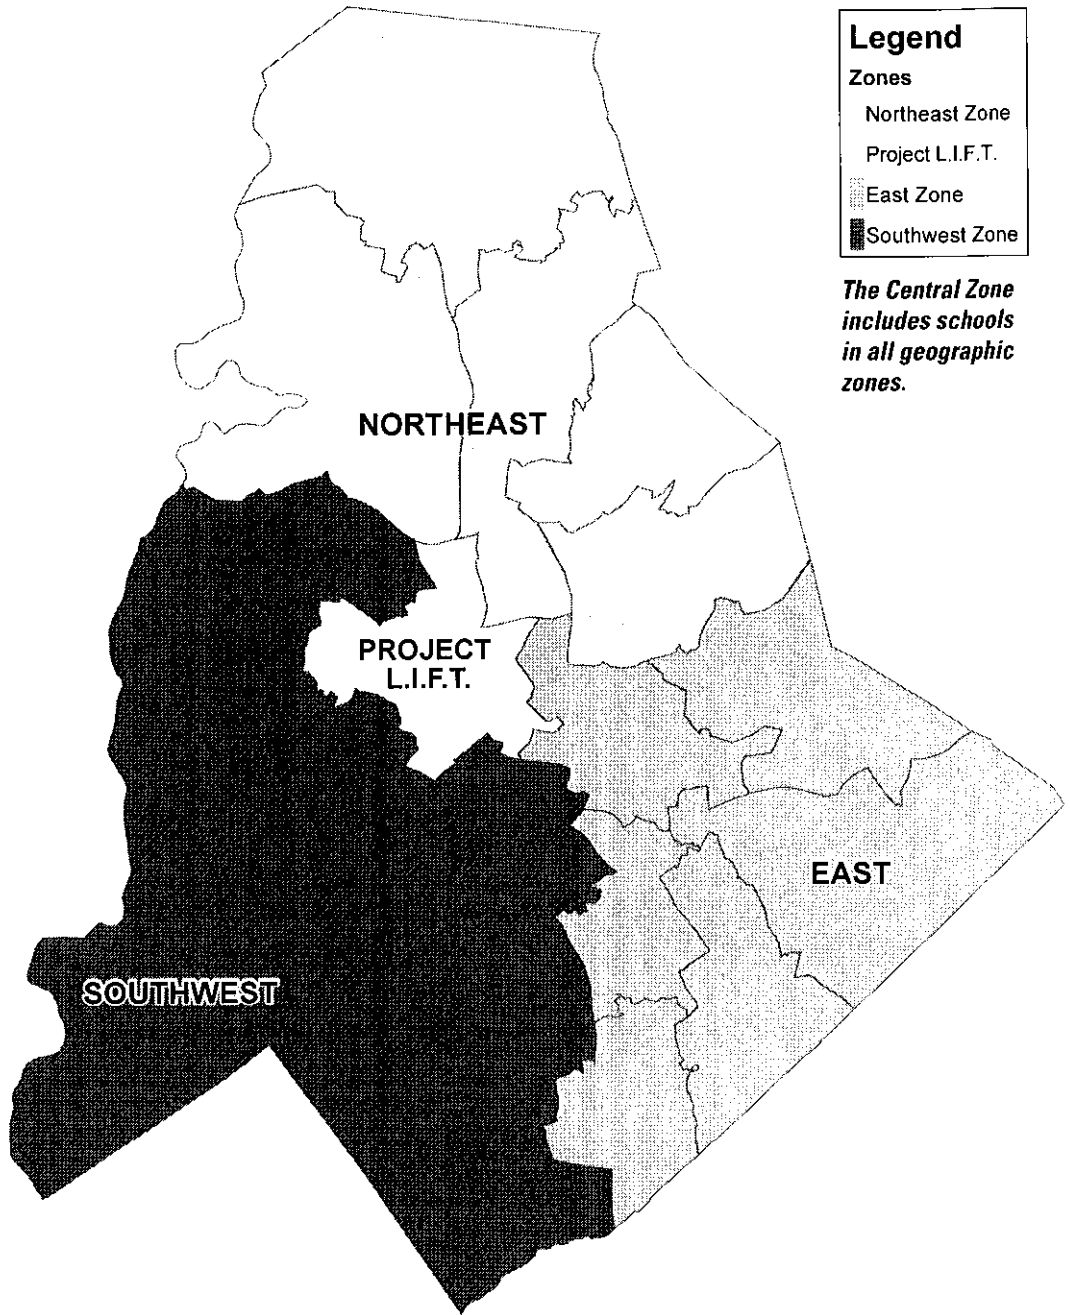 Legend
Zones
Northeast Zone
Project L.I.F.T.
East Zone
Southwest Zone
The Central Zone
includes schools
in all geographic
zones.
NORTHEAST
PROJECT
L.I.F.T.
EAST
SOUTHWEST